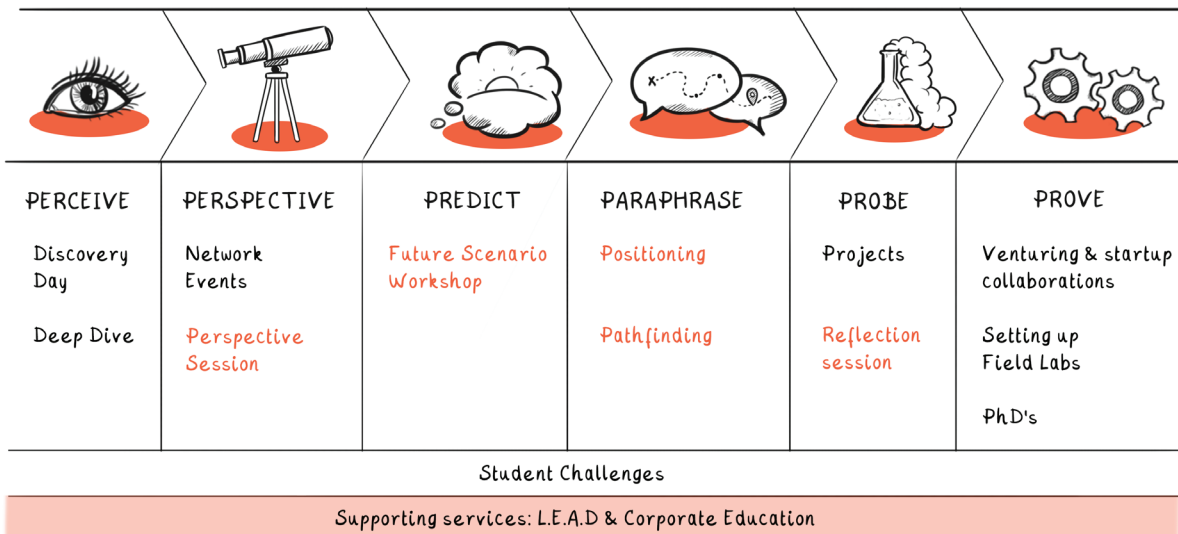 PERCEIVE
Discovery
Day
Deep Dive
PERSPECTIVE
Network
Events
Perspective
Session
PREDICT
Future Scenario
Workshop
PARAPHRASE
Positioning
Pathfinding
PROBE
Projects
Reflection
session
PROVE
Venturing & startup
collaborations
Setting up
Field Labs
PhD's
Student Challenges
Supporting services: L.E.A.D & Corporate Education